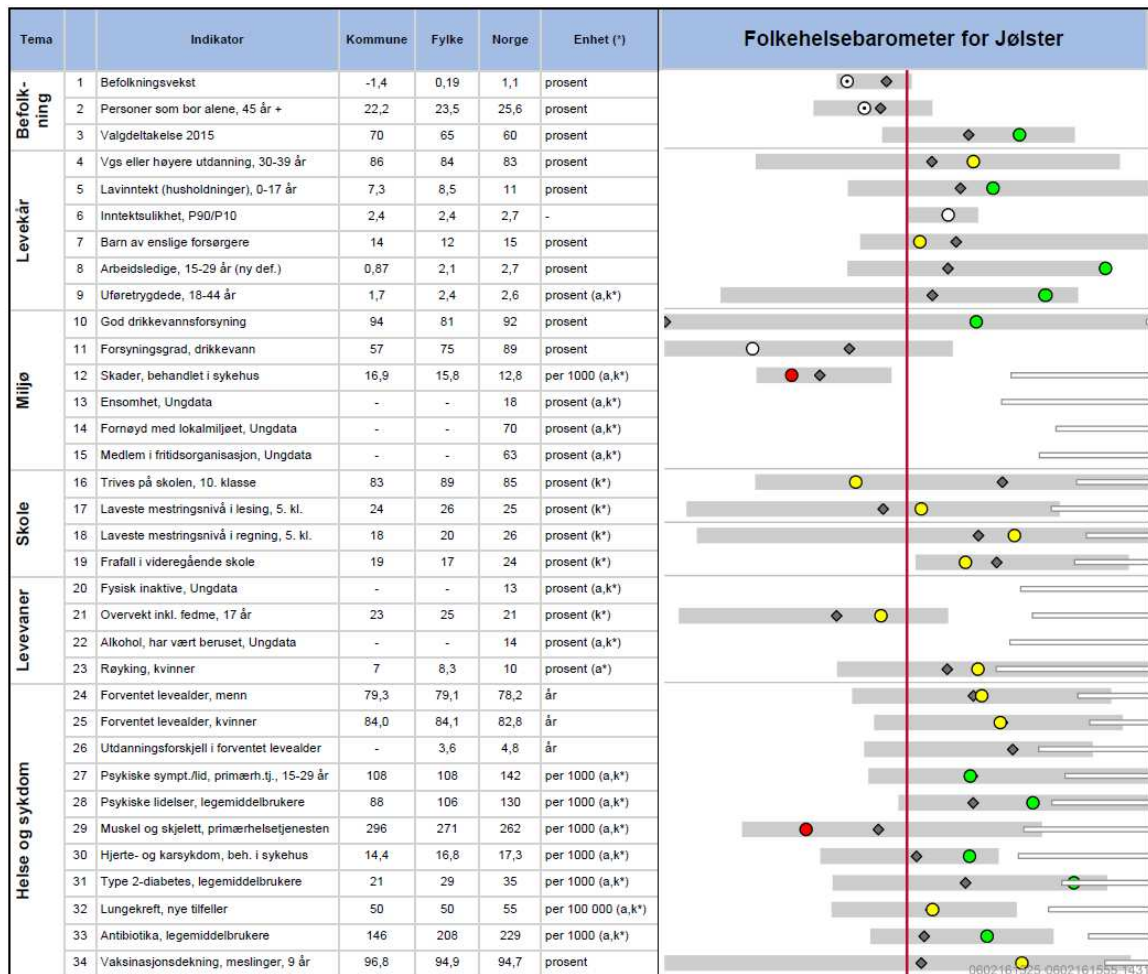 Tema Indikator Kommune Fylke Norge Enhet (*) Folkehelsebarometer for Jølster
Befolk-
ning
1 Befolkningsvekst -1,4 0,19 1,1 prosent
2 Personer som bor alene, 45 år + 22,2 23,5 25,6 prosent
3 Valgdeltakelse 2015 70 65 60 prosent
Levekår
4 Vgs eller høyere utdanning, 30-39 år 86 84 83 prosent
5 Lavinntekt (husholdninger), 0-17 år 7,3 8,5 11 prosent
6 Inntektsulikhet, P90/P10 2,4 2,4 2,7 -
7 Barn av enslige forsørgere 14 12 15 prosent
8 Arbeidsledige, 15-29 år (ny def.) 0,87 2,1 2,7 prosent
9 Uføretrygdede, 18-44 år 1,7 2,4 2,6 prosent (a,k*)
Miljø
10 God drikkevannsforsyning 94 81 92 prosent
11 Forsyningsgrad, drikkevann 57 75 89 prosent
12 Skader, behandlet i sykehus 16,9 15,8 12,8 per 1000 (a,k*)
13 Ensomhet, Ungdata - - 18 prosent (a,k*)
14 Fornøyd med lokalmiljøet, Ungdata - - 70 prosent (a,k*)
15 Medlem i fritidsorganisasjon, Ungdata - - 63 prosent (a,k*)
Skole
16 Trives på skolen, 10. klasse 83 89 85 prosent (k*)
17 Laveste mestringsnivå i lesing, 5. kl. 24 26 25 prosent (k*)
18 Laveste mestringsnivå i regning, 5. kl. 18 20 26 prosent (k*)
19 Frafall i videregående skole 19 17 24 prosent (k*)
Levevaner
20 Fysisk inaktive, Ungdata - - 13 prosent (a,k*)
21 Overvekt inkl. fedme, 17 år 23 25 21 prosent (k*)
22 Alkohol, har vært beruset, Ungdata - - 14 prosent (a,k*)
23 Røyking, kvinner 7 8,3 10 prosent (a*)
Helse og sykdom
24 Forventet levealder, menn 79,3 79,1 78,2 år
25 Forventet levealder, kvinner 84,0 84,1 82,8 år
26 Utdanningsforskjell i forventet levealder - 3,6 4,8 år
27 Psykiske sympt./lid, primærh.tj., 15-29 år 108 108 142 per 1000 (a,k*)
28 Psykiske lidelser, legemiddelbrukere 88 106 130 per 1000 (a,k*)
29 Muskel og skjelett, primærhelsetjenesten 296 271 262 per 1000 (a,k*)
30 Hjerte- og karsykdom, beh. i sykehus 14,4 16,8 17,3 per 1000 (a,k*)
31 Type 2-diabetes, legemiddelbrukere 21 29 35 per 1000 (a,k*)
32 Lungekreft, nye tilfeller 50 50 55 per 100 000 (a,k*)
33 Antibiotika, legemiddelbrukere 146 208 229 per 1000 (a,k*)
34 Vaksinasjonsdekning, meslinger, 9 år 96,8 94,9 94,7 prosent